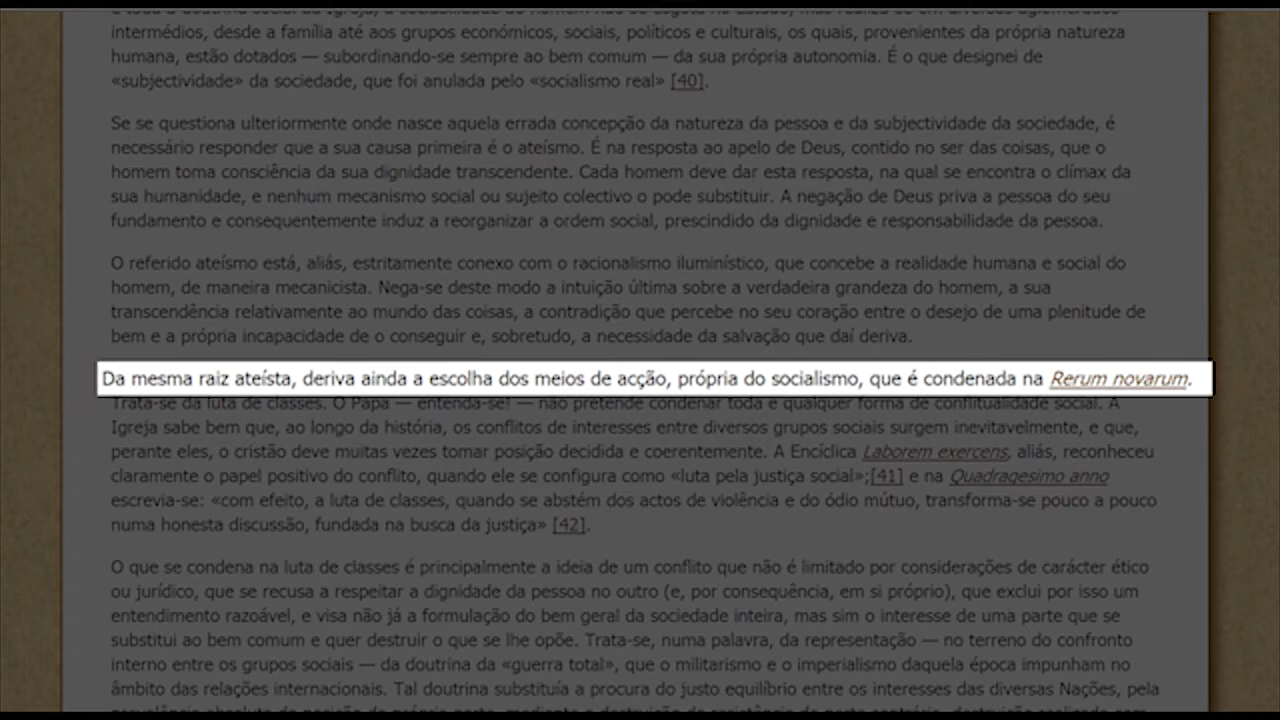 e toda a doutrina social da Igreja, a sociabilidade do homem não se esgota no Estado, mas realiza-se em diversos aglomerados
intermédios, desde a família até aos grupos económicos, sociais, políticos e culturais, os quais, provenientes da própria natureza
humana, estão dotados — subordinando-se sempre ao bem comum — da sua própria autonomia. É o que designei de
«subjectividade» da sociedade, que foi anulada pelo «socialismo real» [40].
Se se questiona ulteriormente onde nasce aquela errada concepção da natureza da pessoa e da subjectividade da sociedade, é
necessário responder que a sua causa primeira é o ateísmo. É na resposta ao apelo de Deus, contido no ser das coisas, que o
homem toma consciência da sua dignidade transcendente. Cada homem deve dar esta resposta, na qual se encontra o clímax da
sua humanidade, e nenhum mecanismo social ou sujeito colectivo o pode substituir. A negação de Deus priva a pessoa do seu
fundamento e consequentemente induz a reorganizar a ordem social, prescindido da dignidade e responsabilidade da pessoa.
O referido ateísmo está, aliás, estritamente conexo com o racionalismo iluminístico, que concebe a realidade humana e social do
homem, de maneira mecanicista. Nega-se deste modo a intuição última sobre a verdadeira grandeza do homem, a sua
transcendência relativamente ao mundo das coisas, a contradição que percebe no seu coração entre o desejo de uma plenitude de
bem e a própria incapacidade de o conseguir e, sobretudo, a necessidade da salvação que daí deriva.
Da mesma raiz ateísta, deriva ainda a escolha dos meios de acção, própria do socialismo, que é condenada na Rerum novarum.
Trata-se da luta de classes. O Papa — entenda-se! — não pretende condenar toda e qualquer forma de conflitualidade social. A
Igreja sabe bem que, ao longo da história, os conflitos de interesses entre diversos grupos sociais surgem inevitavelmente, e que,
perante eles, o cristão deve muitas vezes tomar posição decidida e coerentemente. A Encíclica Laborem exercens, aliás, reconheceu
claramente o papel positivo do conflito, quando ele se configura como «luta pela justiça social»;[41] e na Quadragesimo anno
escrevia-se: «com efeito, a luta de classes, quando se abstém dos actos de violência e do ódio mútuo, transforma-se pouco a pouco
numa honesta discussão, fundada na busca da justiça» [42].
O que se condena na luta de classes é principalmente a ideia de um conflito que não é limitado por considerações de carácter ético
ou jurídico, que se recusa a respeitar a dignidade da pessoa no outro (e, por consequência, em si próprio), que exclui por isso um
entendimento razoável, e visa não já a formulação do bem geral da sociedade inteira, mas sim o interesse de uma parte que se
substitui ao bem comum e quer destruir o que se lhe opõe. Trata-se, numa palavra, da representação — no terreno do confronto
interno entre os grupos sociais — da doutrina da «guerra total», que o militarismo e o imperialismo daquela época impunham no
âmbito das relações internacionais. Tal doutrina substituía a procura do justo equilíbrio entre os interesses das diversas Nações, pela